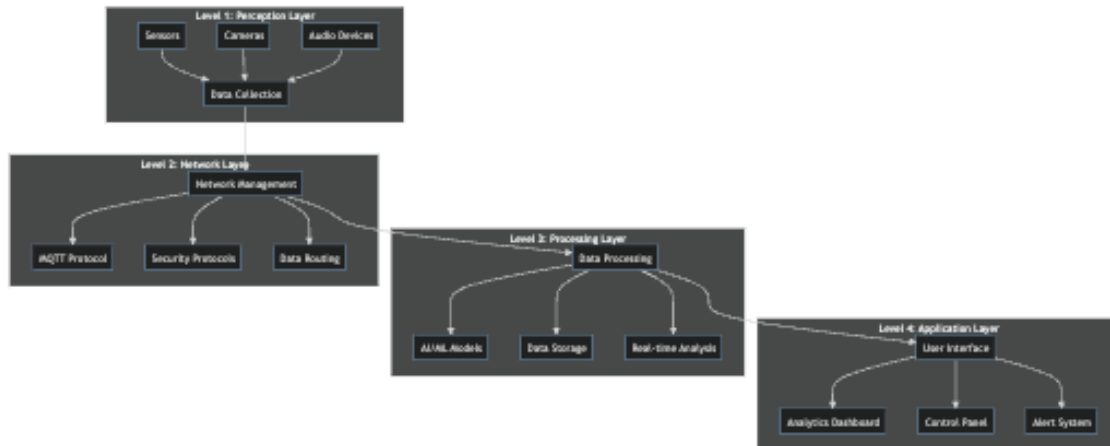 Level 1: Perception Layer
Sensors
Cameras
Audio Devices
Data Collection
Level 2: Network Layer
Network Management
MQTT Protocol
Security Protocols
Data Routing
Level 3: Processing Layer
Data Processing
AI/ML Models
Data Storage
Real-time Analysis
Level 4: Application Layer
User Interface
Analytics Dashboard
Control Panel
Alert System